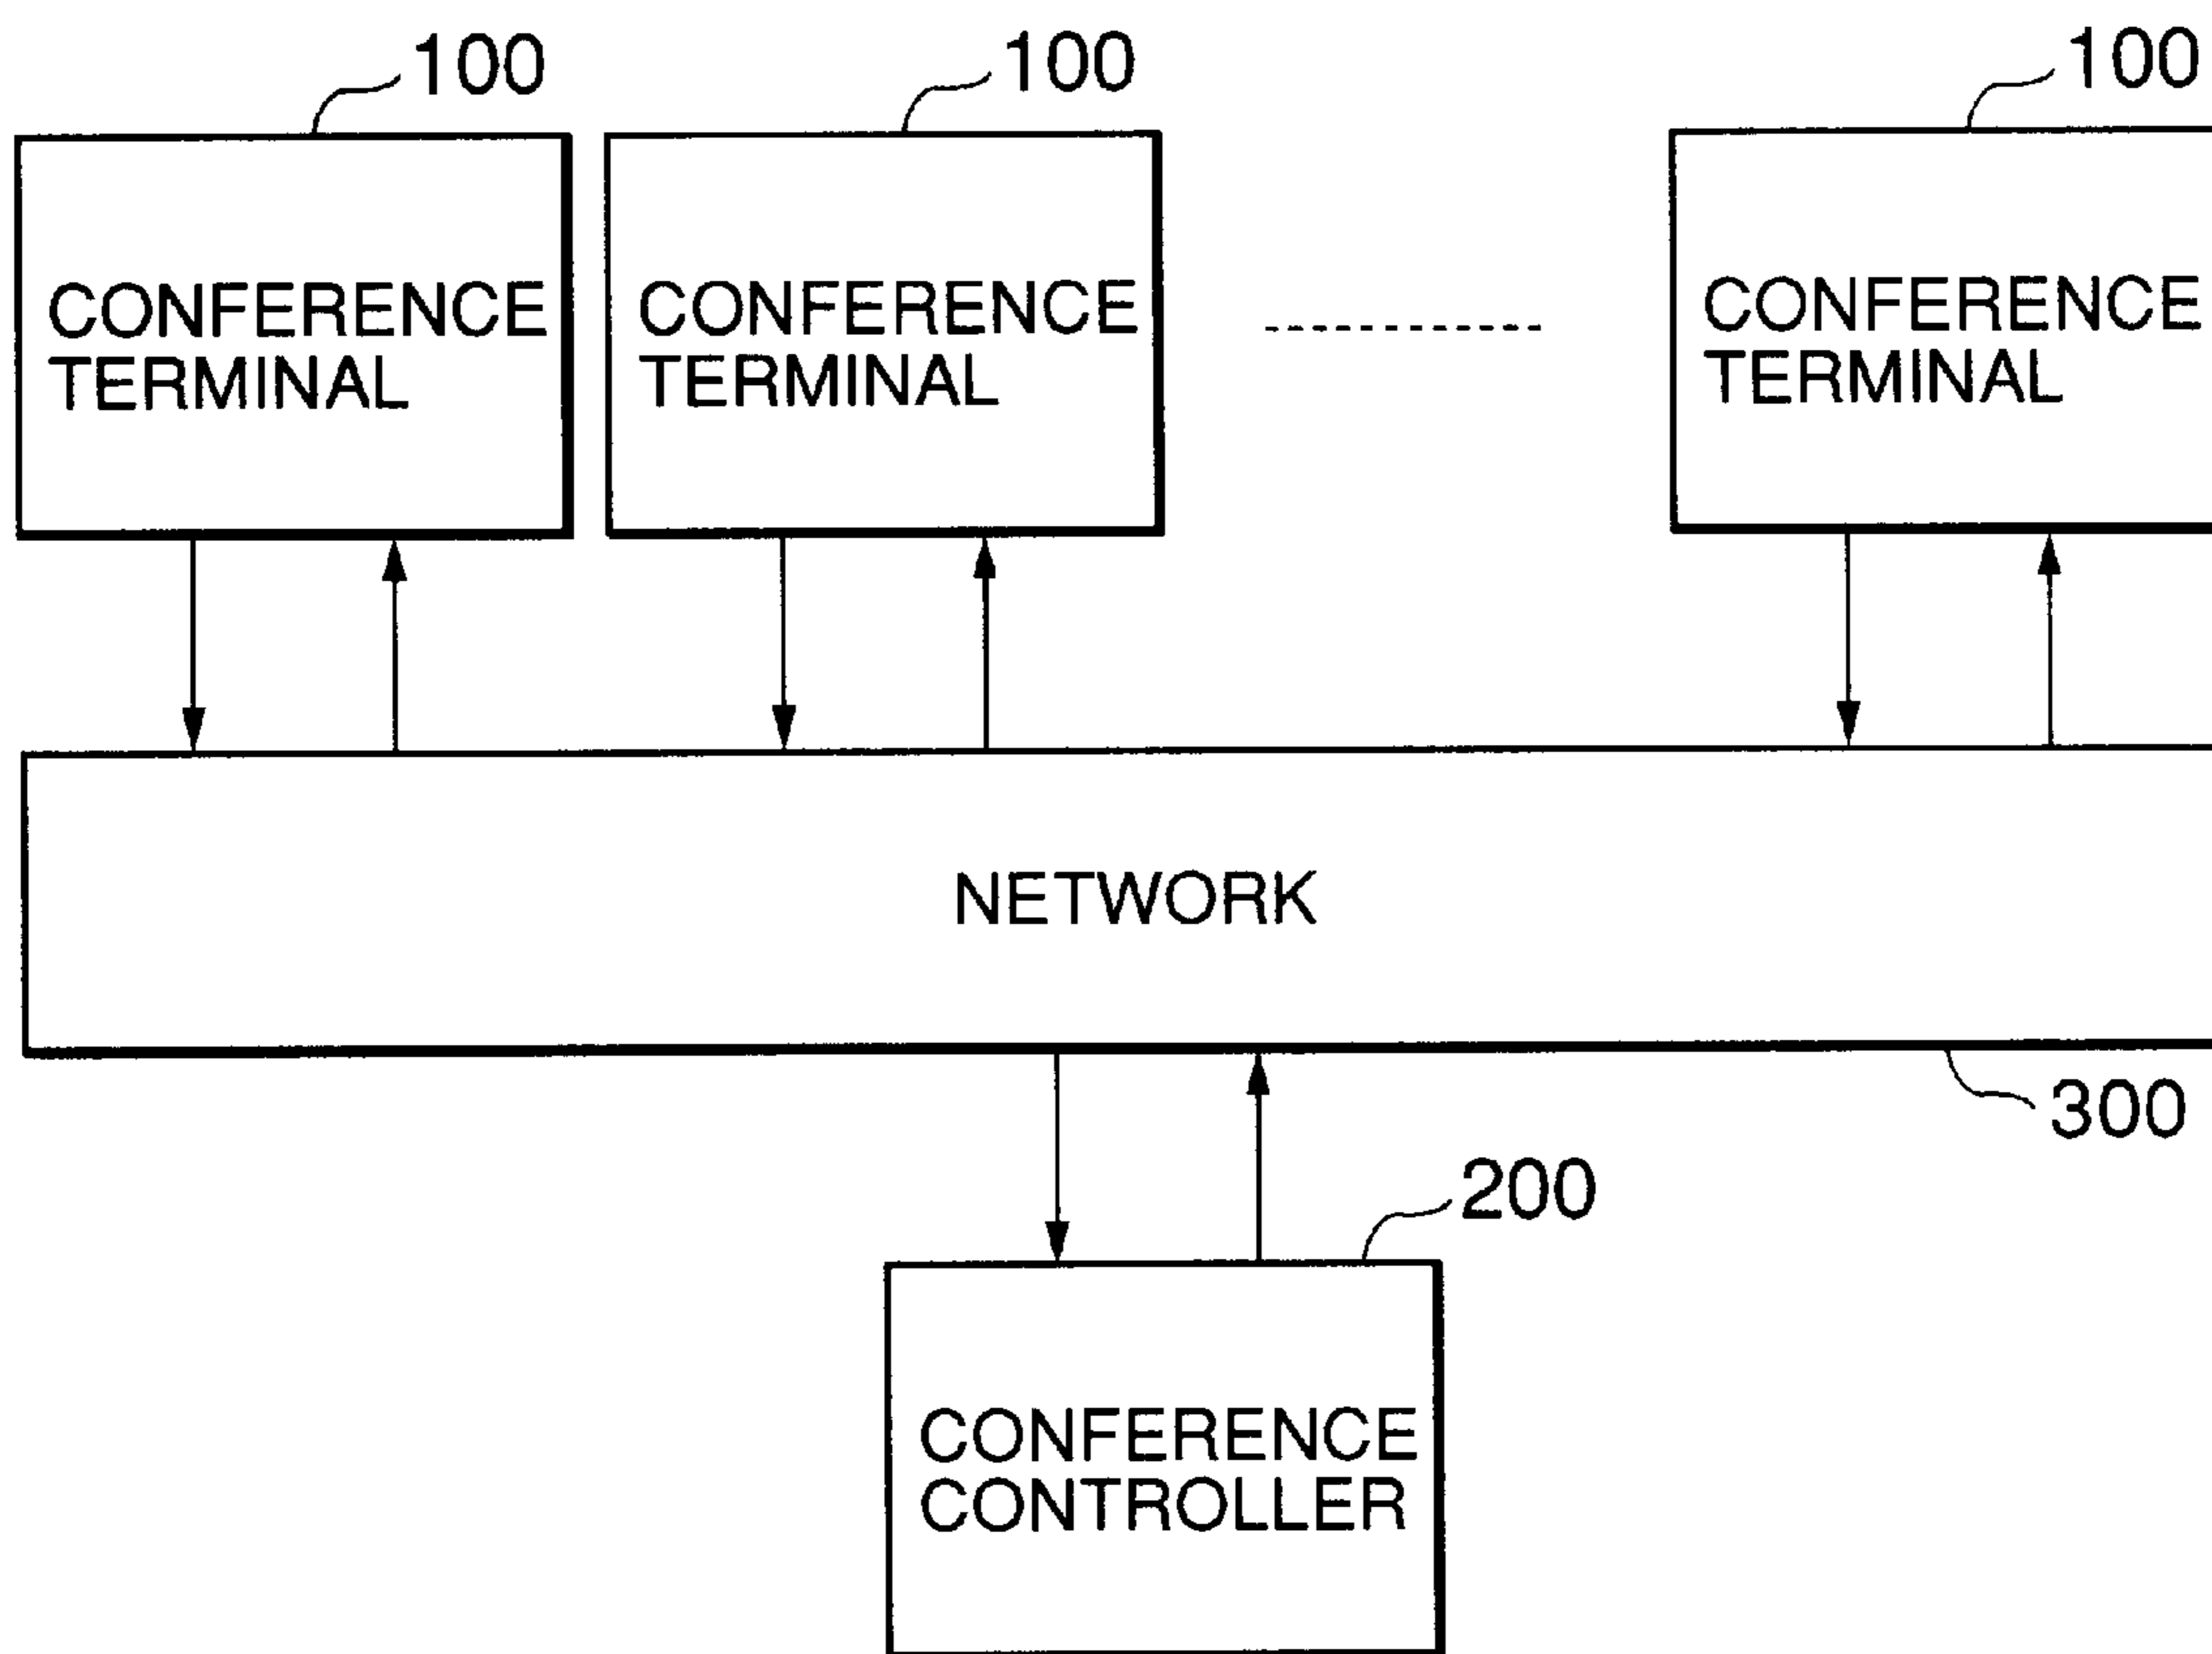 100
100
100
CONFERENCE
TERMINAL
CONFERENCE
TERMINAL
CONFERENCE
TERMINAL
NETWORK
300
200
CONFERENCE
CONTROLLER